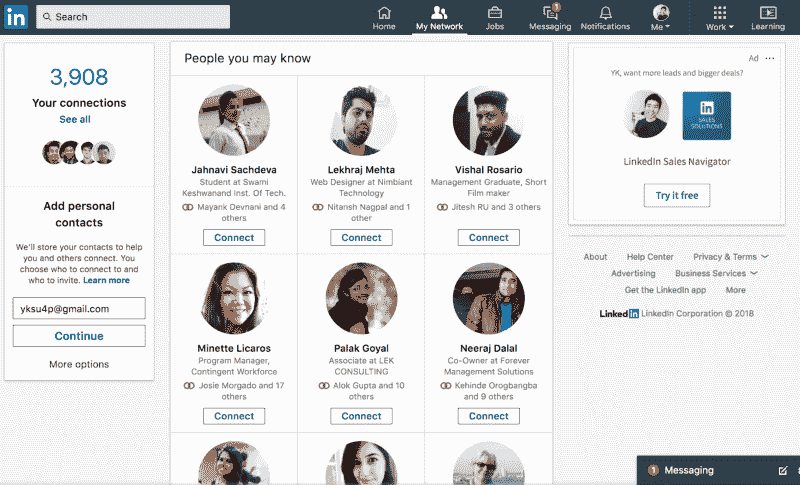 in
Search
Home
My Network
Jobs
1
Messaging
Notifications
Me
Work
Learning
3,908
Your connections
See all
Add personal
contacts
We'll store your contacts to help
you and others connect. You
choose who to connect to and
who to invite. Learn more
yksu4p@gmail.com
Continue
More options
People you may know
Jahnavi Sachdeva
Student at Swami
Keshwanand Inst. Of Tech.
Mayank Devnani and 4
others
Connect
Lekhraj Mehta
Web Designer at Nimbiant
Technology
Nitansh Nagpal and 1
other
Connect
Vishal Rosario
Management Graduate, Short
Film maker
Jitesh RU and 3 others
Connect
Minette Licaros
Program Manager,
Contingent Workforce
Josie Morgado and 17
others
Connect
Palak Goyal
Associate at LEK
CONSULTING
Alok Gupta and 10
others
Connect
Neeraj Dalal
Co-Owner at Forever
Management Solutions
Kehinde Orogbangba
and 9 others
Connect
Ad
YK, want more leads and bigger deals?
in
SALES
SOLUTIONS
LinkedIn Sales Navigator
Try it free
About Help Center Privacy & Terms
Advertising Business Services
Get the LinkedIn app More
Linkedin LinkedIn Corporation © 2018
1 Messaging